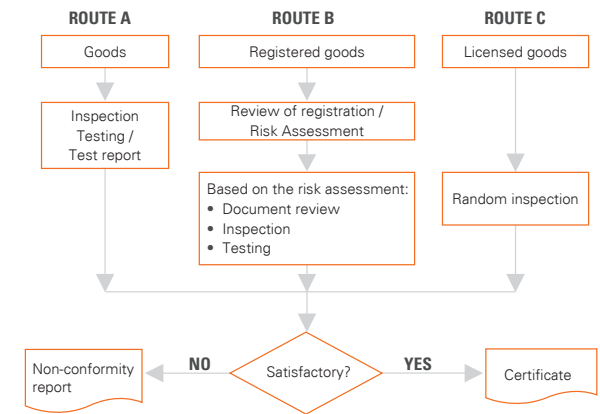 ROUTE A
ROUTE B
ROUTE C
Goods
Registered goods
Licensed goods
Inspection
Testing /
Test report
Review of registration /
Risk Assessment
Based on the risk assessment:
• Document review
• Inspection
• Testing
Random inspection
Non-conformity
report
NO
Satisfactory?
YES
Certificate